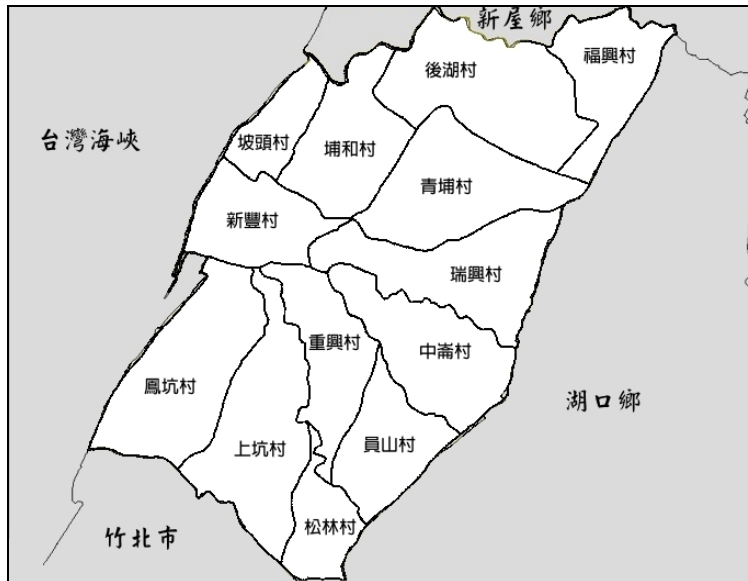 新屋鄉
福興村
後湖村
台灣海峽
坡頭村
埔和村
青埔村
新豐村
瑞興村
重興村
中崙村
鳳坑村
湖口鄉
上坑村
員山村
松林村
竹北市